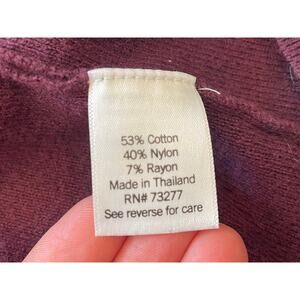 53% Cotton
40% Nylon
7% Rayon
Made in Thailand
RN# 73277
See reverse for care